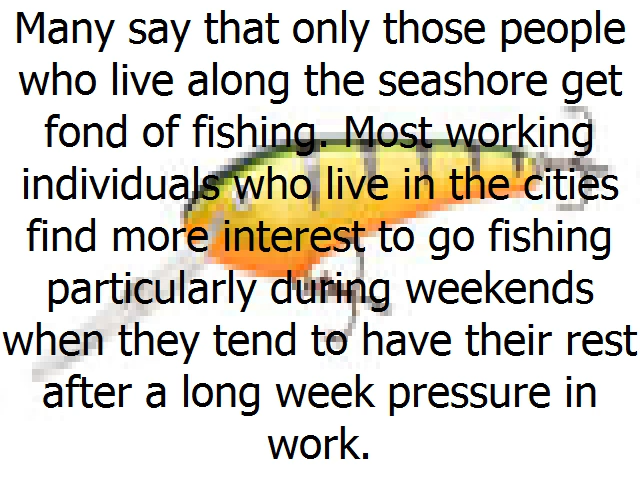 Many say that only those people
who live along the seashore get
fond of fishing. Most working
individuals who live in the cities
find more interest to go fishing
particularly during weekends
when they tend to have their rest
after a long week pressure in
work.